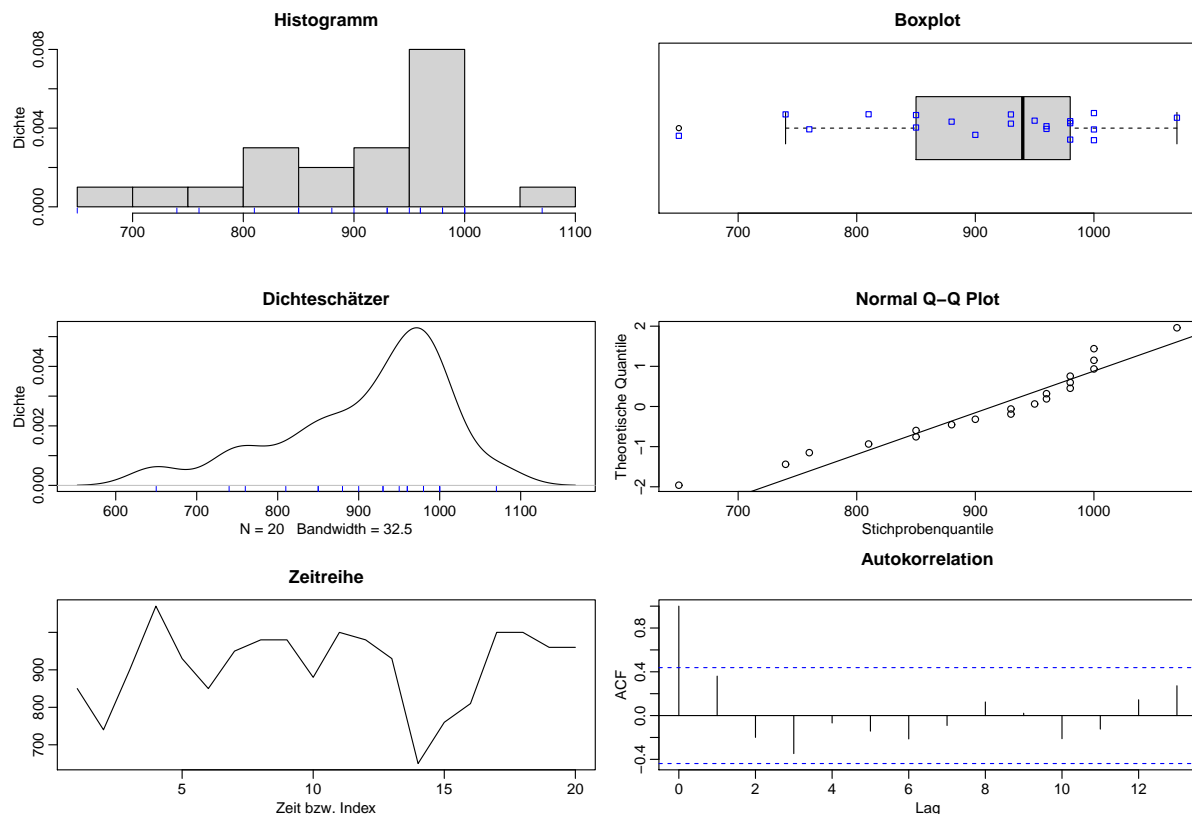 Histogramm
Dichte
0.000 0.004 0.008
700 800 900 1000 1100
Boxplot
700 800 900 1000
Dichteschätzer
Dichte
0.000 0.002 0.004
600 700 800 900 1000 1100
N = 20 Bandwidth = 32.5
Normal Q−Q Plot
Theoretische Quantile
−2 −1 0 1 2
700 800 900 1000
Stichprobenquantile
Zeitreihe
700 800 900
5 10 15 20
Zeit bzw. Index
Autokorrelation
ACF
−0.4 0.0 0.4 0.8
0 2 4 6 8 10 12
Lag